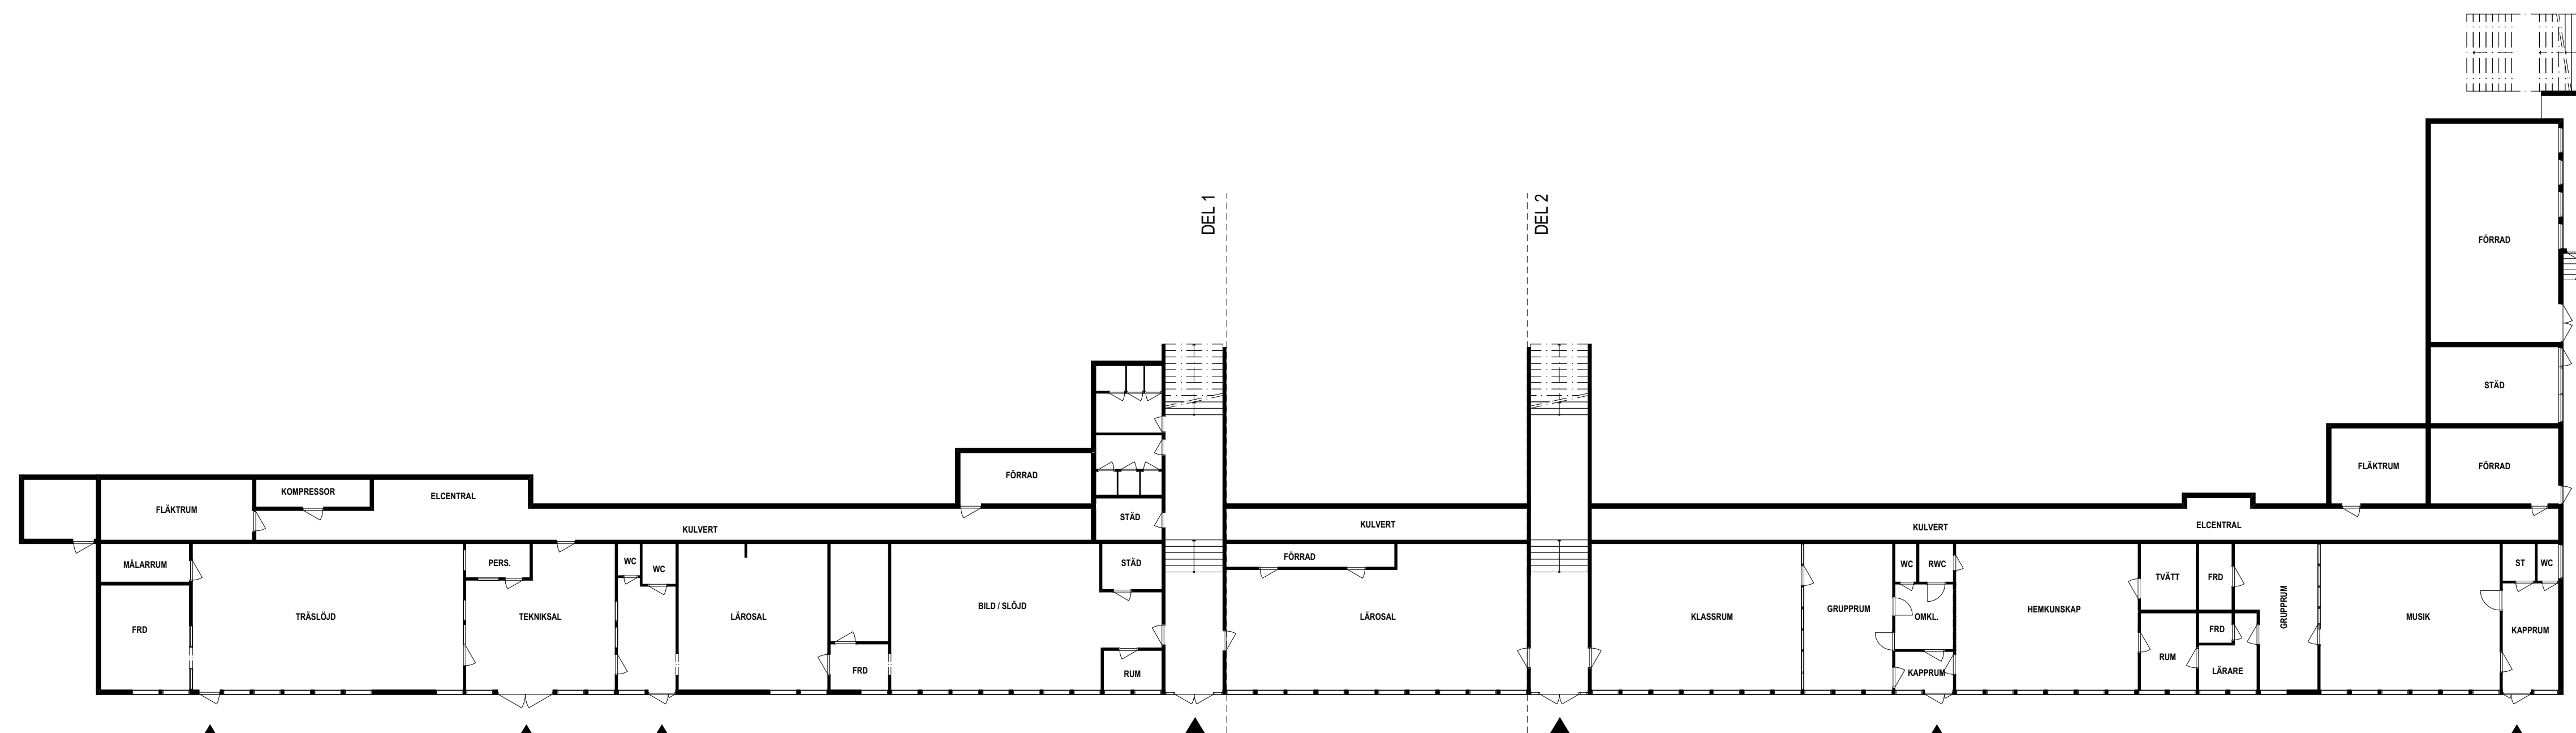 DEL 1
DEL 2
FÖRRAD
STÄD
FLÄKTRUM
FÖRRAD
FÖRRAD
KOMPRESSOR
ELCENTRAL
FLÄKTRUM
STÄD
KULVERT
KULVERT
KULVERT
ELCENTRAL
MÅLARRUM
PERS.
WC
WC
STÄD
FÖRRAD
WC
RWC
TVÄTT
FRD
ST
WC
FRD
TRÄSLÖJD
TEKNIKSAL
LÄROSAL
BILD / SLÖJD
LÄROSAL
KLASSRUM
GRUPPRUM
OMKL.
HEMKUNSKAP
FRD
GRUPPRUM
MUSIK
KAPPRUM
FRD
RUM
KAPPRUM
RUM
LÄRARE